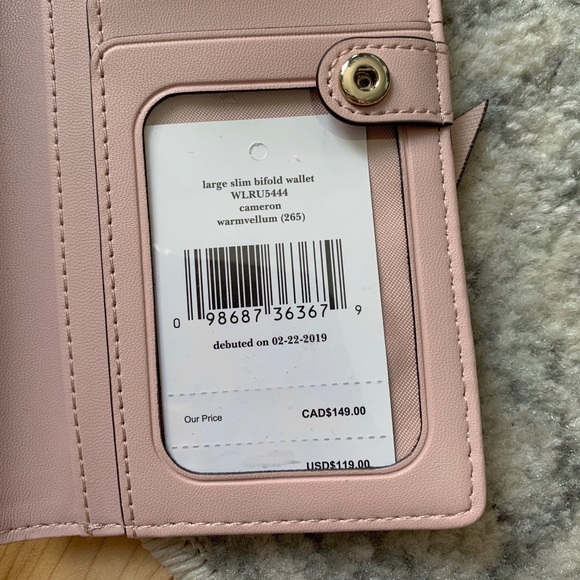 large slim bifold wallet
WLRU5444
cameron
warmvellum (265)
0 98687 36367 9
debuted on 02-22-2019
Our Price CAD$149.00
USD$119.00